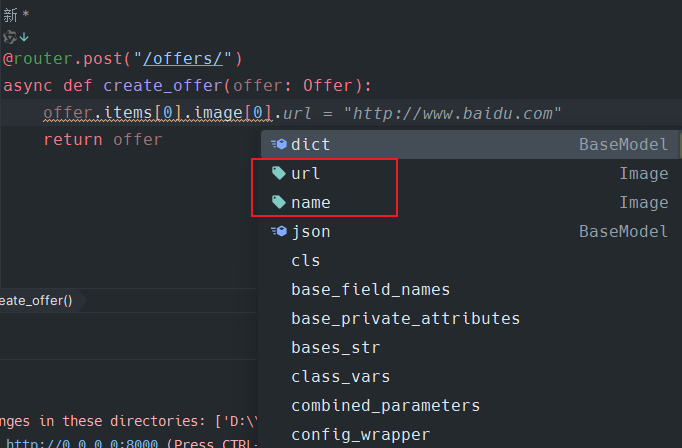 新 *
@router.post("/offers/")
async def create_offer(offer: Offer):
offer.items[0].image[0].url = "http://www.baidu.com"
return offer
dict BaseModel
url Image
name Image
json BaseModel
cls
base_field_names
base_private_attributes
bases_str
class_vars
combined_parameters
config_wrapper
eate_offer()
nges in these directories: ['D:\\
http://0.0.0.0:8000 (Press CTRL-